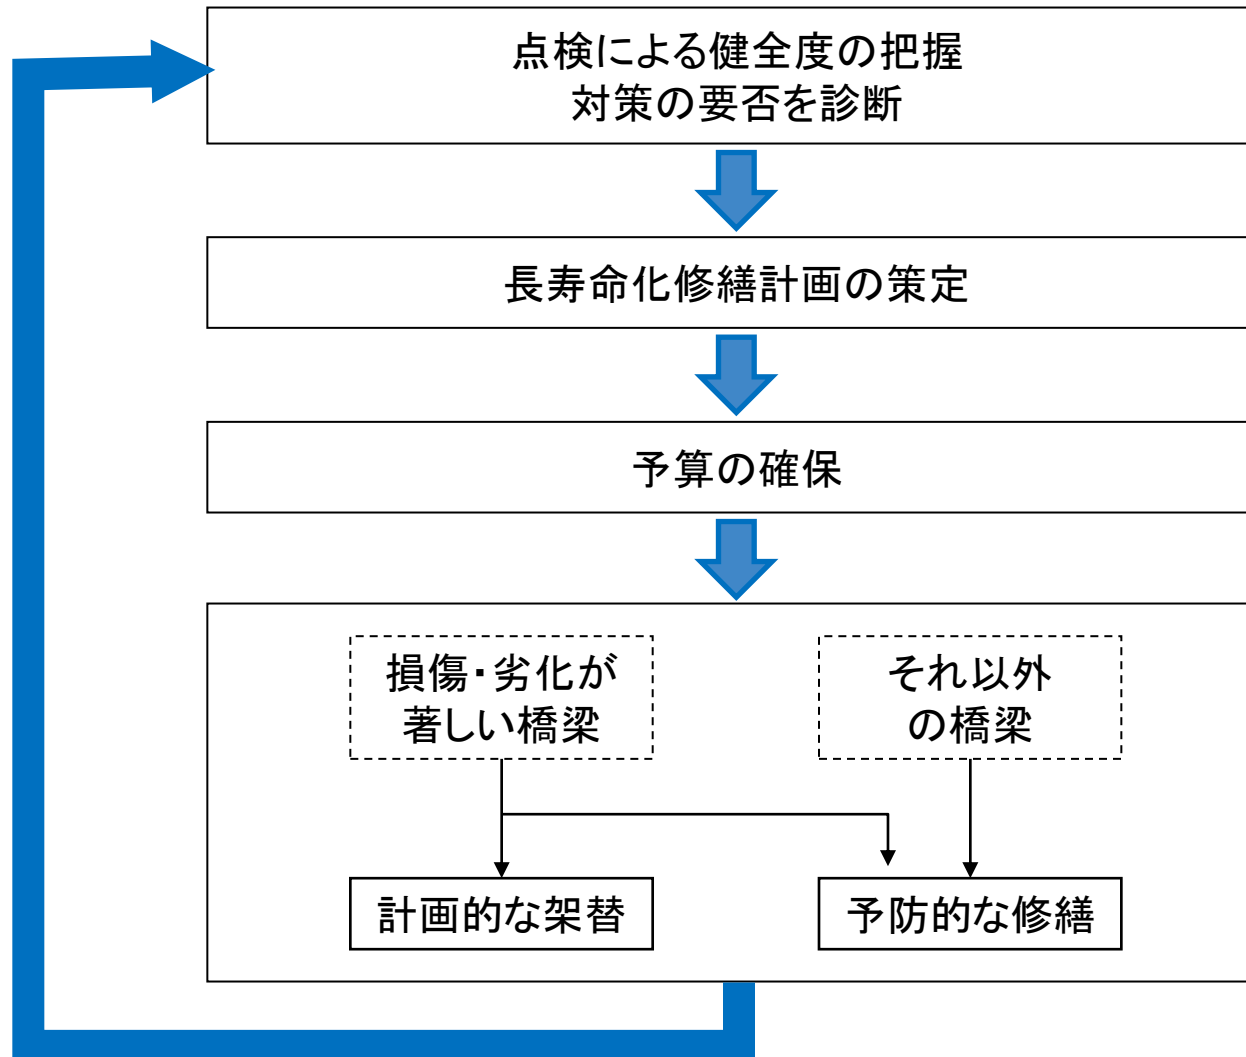 点検による健全度の把握
対策の要否を診断
長寿命化修繕計画の策定
予算の確保
損傷・劣化が
著しい橋梁
それ以外
の橋梁
計画的な架替
予防的な修繕